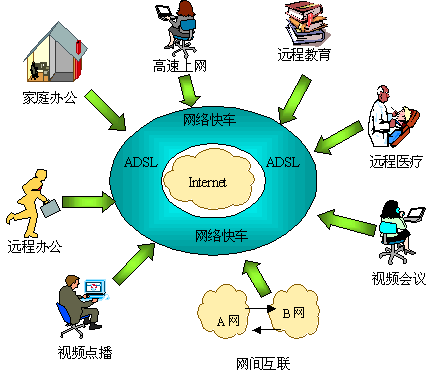 高速上网
远程教育
家庭办公
网络快车
ADSL
ADSL
远程医疗
Internet
远程办公
网络快车
视频会议
A网
B网
视频点播
网间互联